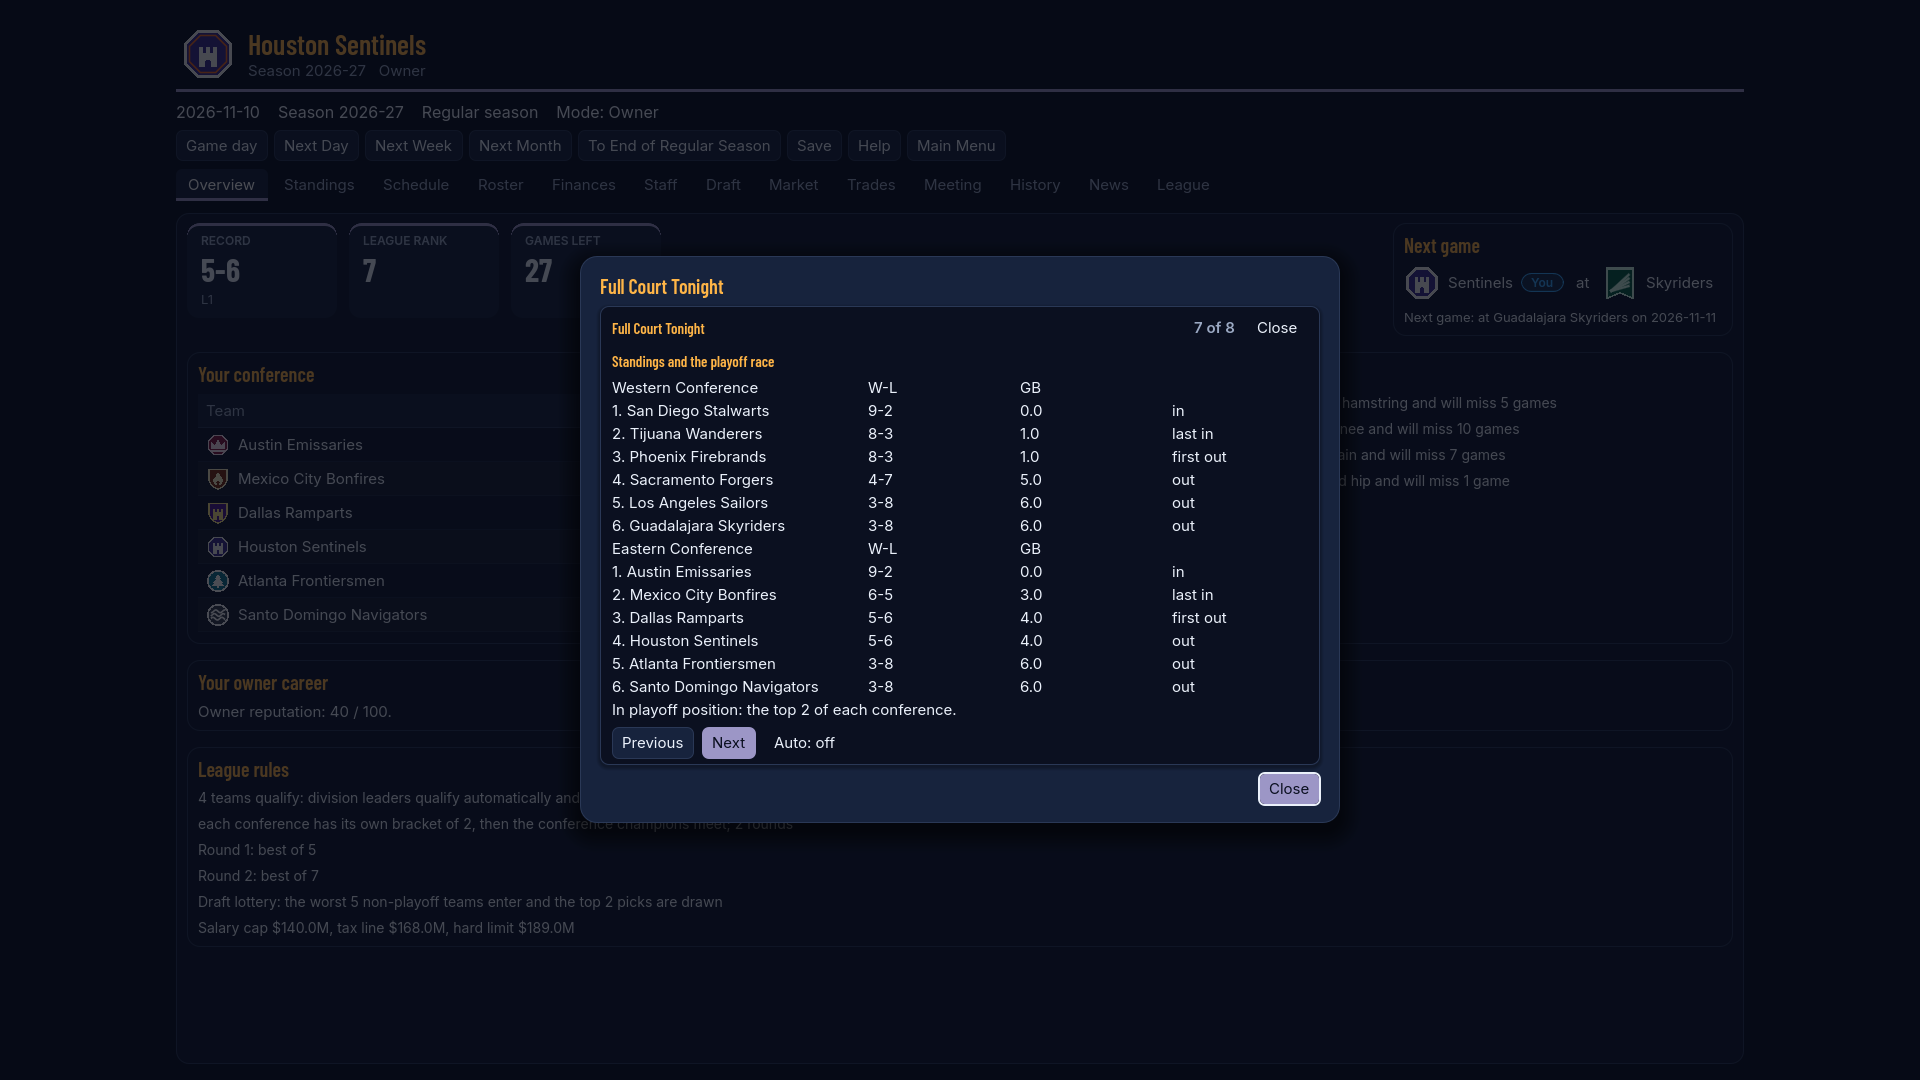 Houston Sentinels
Season 2026-27 Owner
2026-11-10 Season 2026-27 Regular season Mode: Owner
Game day Next Day Next Week Next Month To End of Regular Season Save Help Main Menu
Overview Standings Schedule Roster Finances Staff Draft Market Trades Meeting History News League
RECORD
5-6
L1
LEAGUE RANK
7
GAMES LEFT
27
Next game
Sentinels You at Skyriders
Next game: at Guadalajara Skyriders on 2026-11-11
Your conference
Team
Austin Emissaries
Mexico City Bonfires
Dallas Ramparts
Houston Sentinels
Atlanta Frontiersmen
Santo Domingo Navigators
hamstring and will miss 5 games
and will miss 10 games
and will miss 7 games
hip and will miss 1 game
Full Court Tonight
Full Court Tonight 7 of 8 Close
Standings and the playoff race
Western Conference W-L GB
1. San Diego Stalwarts 9-2 0.0 in
2. Tijuana Wanderers 8-3 1.0 last in
3. Phoenix Firebrands 8-3 1.0 first out
4. Sacramento Forgers 4-7 5.0 out
5. Los Angeles Sailors 3-8 6.0 out
6. Guadalajara Skyriders 3-8 6.0 out
Eastern Conference W-L GB
1. Austin Emissaries 9-2 0.0 in
2. Mexico City Bonfires 6-5 3.0 last in
3. Dallas Ramparts 5-6 4.0 first out
4. Houston Sentinels 5-6 4.0 out
5. Atlanta Frontiersmen 3-8 6.0 out
6. Santo Domingo Navigators 3-8 6.0 out
In playoff position: the top 2 of each conference.
Previous Next Auto: off
Close
Your owner career
Owner reputation: 40 / 100.
League rules
4 teams qualify: division leaders qualify automatically and
each conference has its own bracket of 2, then the conference champions meet; 2 rounds
Round 1: best of 5
Round 2: best of 7
Draft lottery: the worst 5 non-playoff teams enter and the top 2 picks are drawn
Salary cap $140.0M, tax line $168.0M, hard limit $189.0M